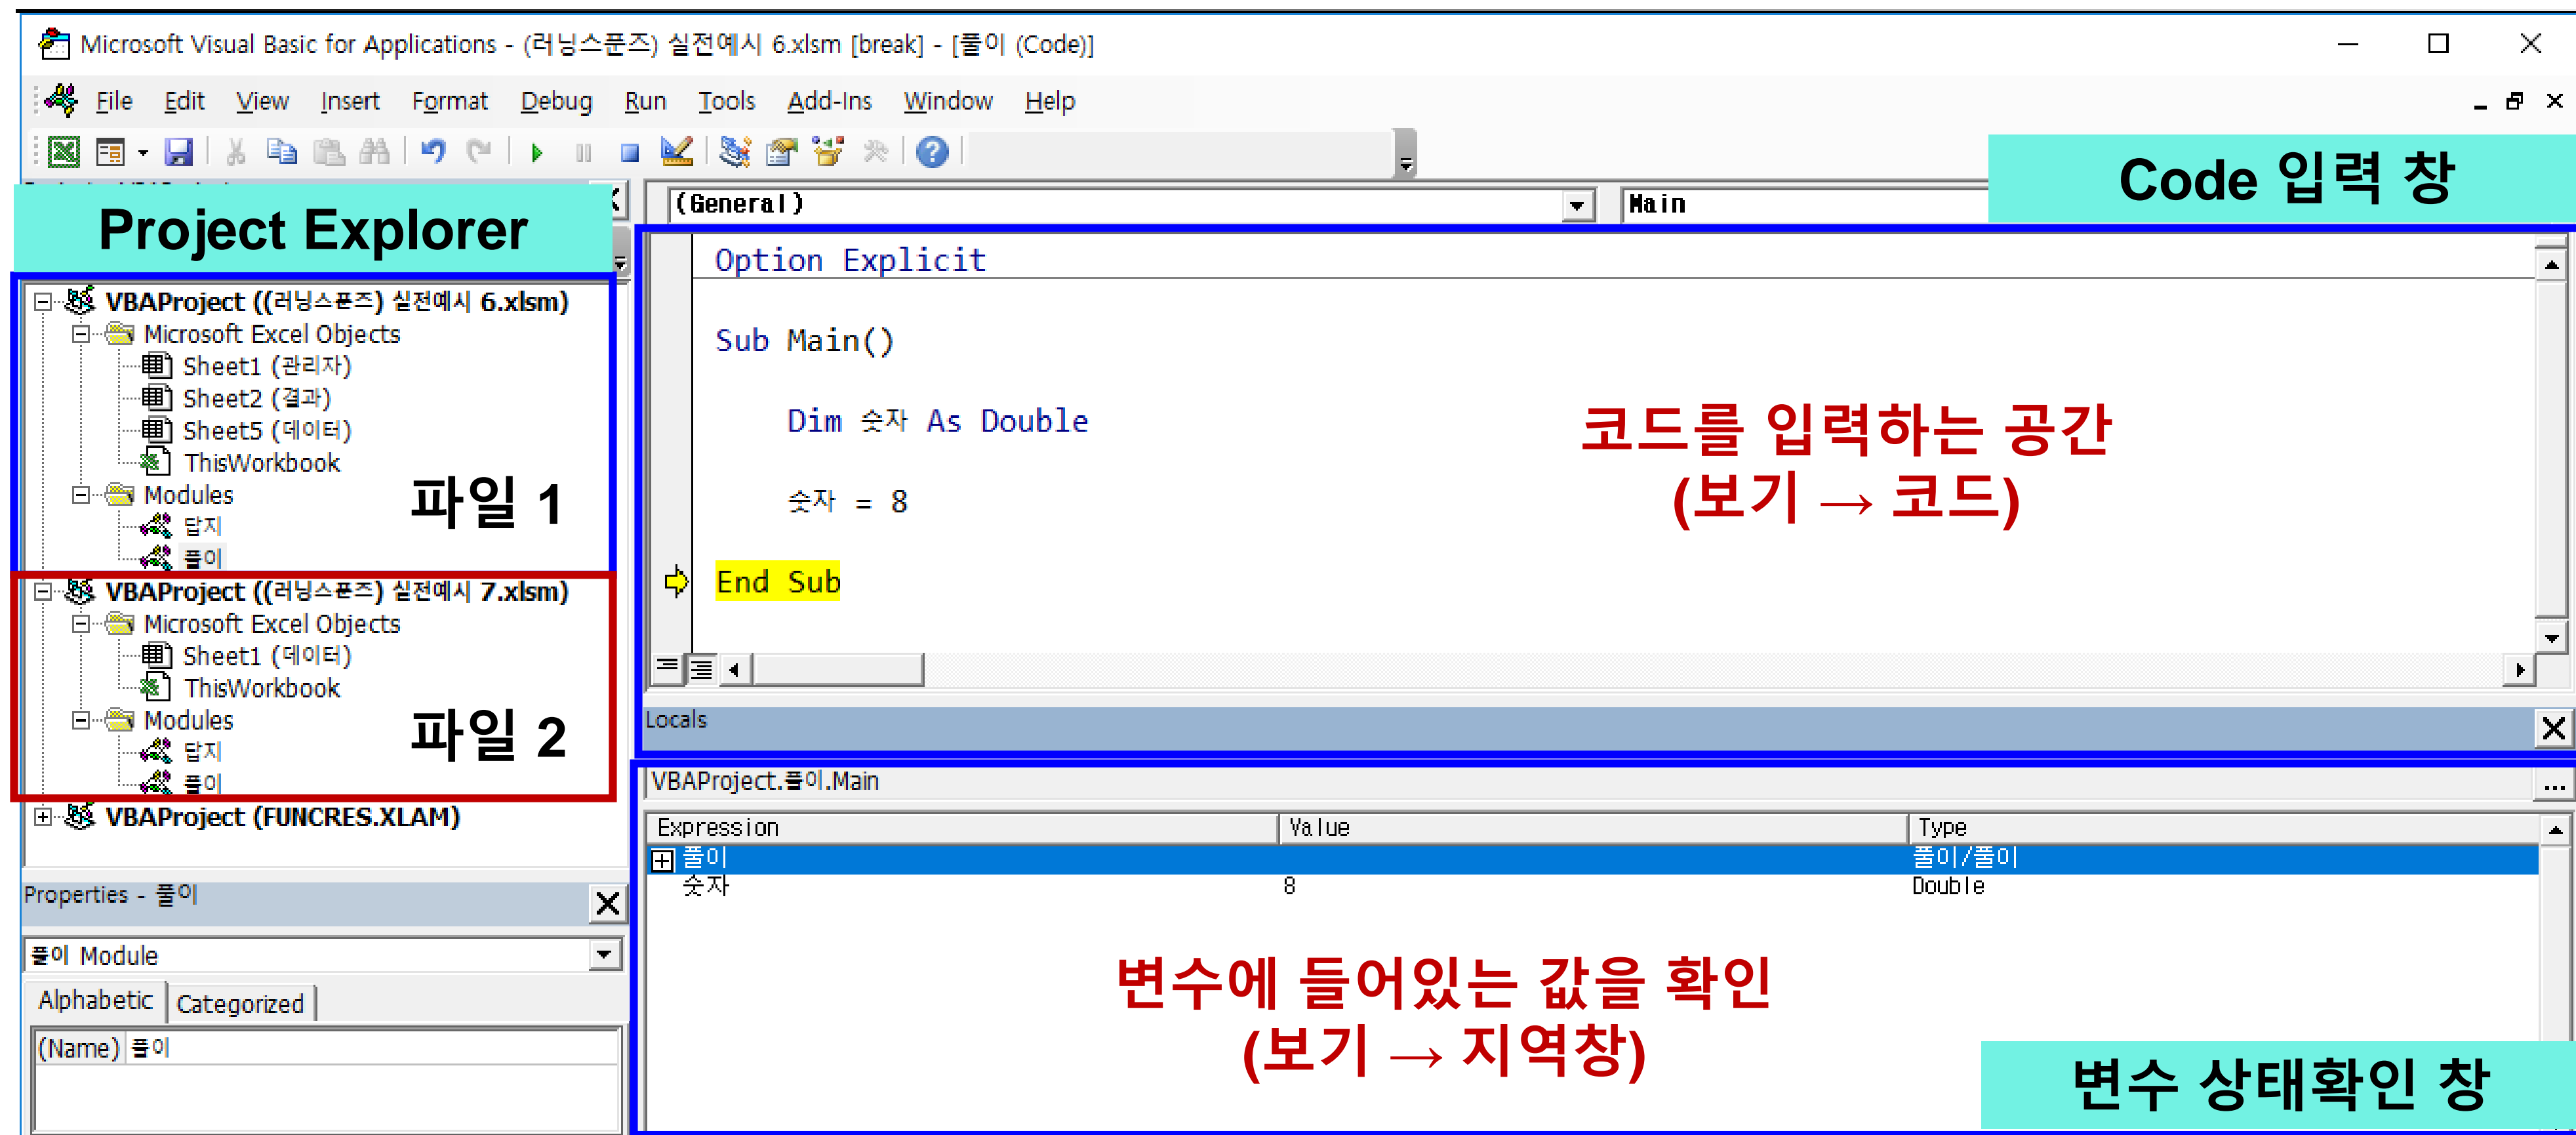 Microsoft Visual Basic for Applications - (러닝스푼즈) 실전예시 6.xlsm [break] - [풀이 (Code)]
File Edit View Insert Format Debug Run Tools Add-Ins Window Help
Code 입력 창
Project Explorer
(General) Main
VBAProject ((러닝스푼즈) 실전예시 6.xlsm)
Microsoft Excel Objects
Sheet1 (관리자)
Sheet2 (결과)
Sheet5 (데이터)
ThisWorkbook
Modules
답지
풀이
파일 1
VBAProject ((러닝스푼즈) 실전예시 7.xlsm)
Microsoft Excel Objects
Sheet1 (데이터)
ThisWorkbook
Modules
답지
풀이
파일 2
VBAProject (FUNCRES.XLAM)
Properties - 풀이
풀이 Module
Alphabetic Categorized
(Name) 풀이
Option Explicit
Sub Main()
Dim 숫자 As Double
숫자 = 8
End Sub
코드를 입력하는 공간
(보기 → 코드)
Locals
VBAProject.풀이.Main
...
Expression Value Type
풀이 풀이/풀이
숫자 8 Double
변수에 들어있는 값을 확인
(보기 → 지역창)
변수 상태확인 창